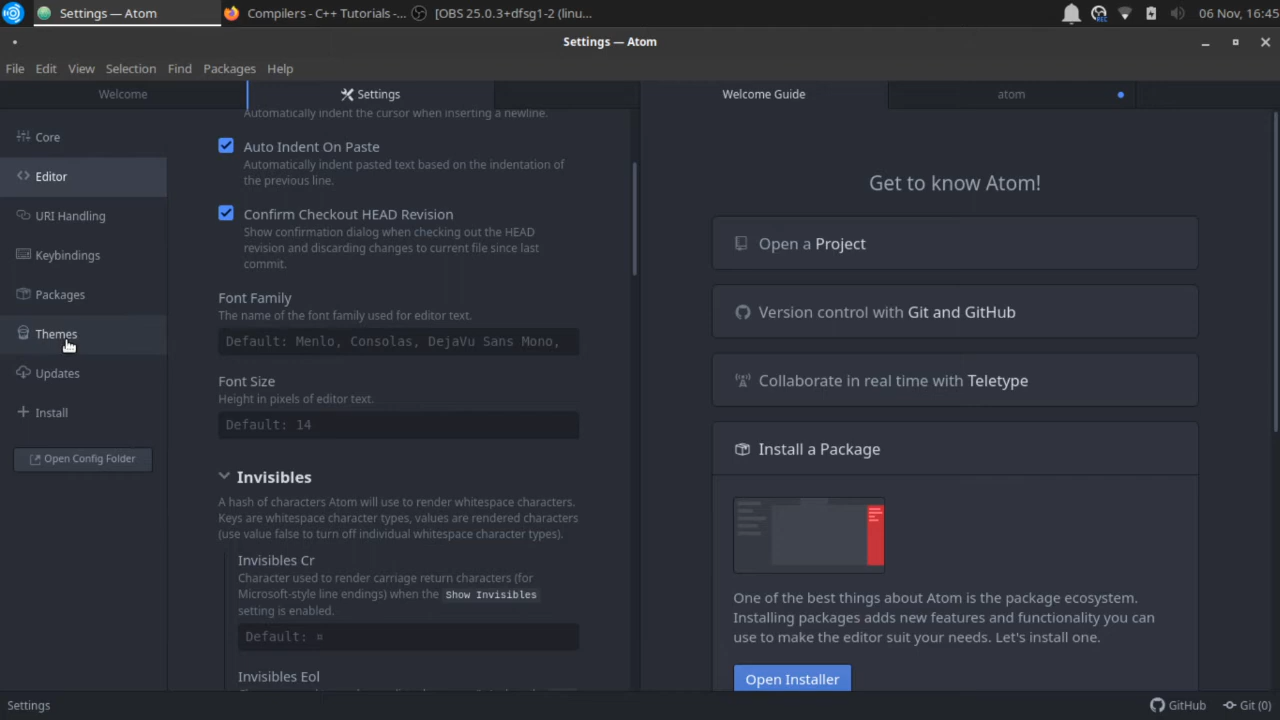 Settings — Atom
Compilers - C++ Tutorials -...
[OBS 25.0.3+dfsg1-2 (linu...
REC
06 Nov, 16:45
Settings — Atom
File Edit View Selection Find Packages Help
Welcome
Settings
Welcome Guide
atom
Core
Editor
URI Handling
Keybindings
Packages
Themes
Updates
Install
Open Config Folder
Automatically indent the cursor when inserting a newline.
Auto Indent On Paste
Automatically indent pasted text based on the indentation of
the previous line.
Confirm Checkout HEAD Revision
Show confirmation dialog when checking out the HEAD
revision and discarding changes to current file since last
commit.
Font Family
The name of the font family used for editor text.
Default: Menlo, Consolas, DejaVu Sans Mono,
Font Size
Height in pixels of editor text.
Default: 14
Invisibles
A hash of characters Atom will use to render whitespace characters.
Keys are whitespace character types, values are rendered characters
(use value false to turn off individual whitespace character types).
Invisibles Cr
Character used to render carriage return characters (for
Microsoft-style line endings) when the Show Invisibles
setting is enabled.
Default: ¤
Invisibles Eol
Get to know Atom!
Open a Project
Version control with Git and GitHub
Collaborate in real time with Teletype
Install a Package
One of the best things about Atom is the package ecosystem.
Installing packages adds new features and functionality you can
use to make the editor suit your needs. Let's install one.
Open Installer
Settings
GitHub
Git (0)